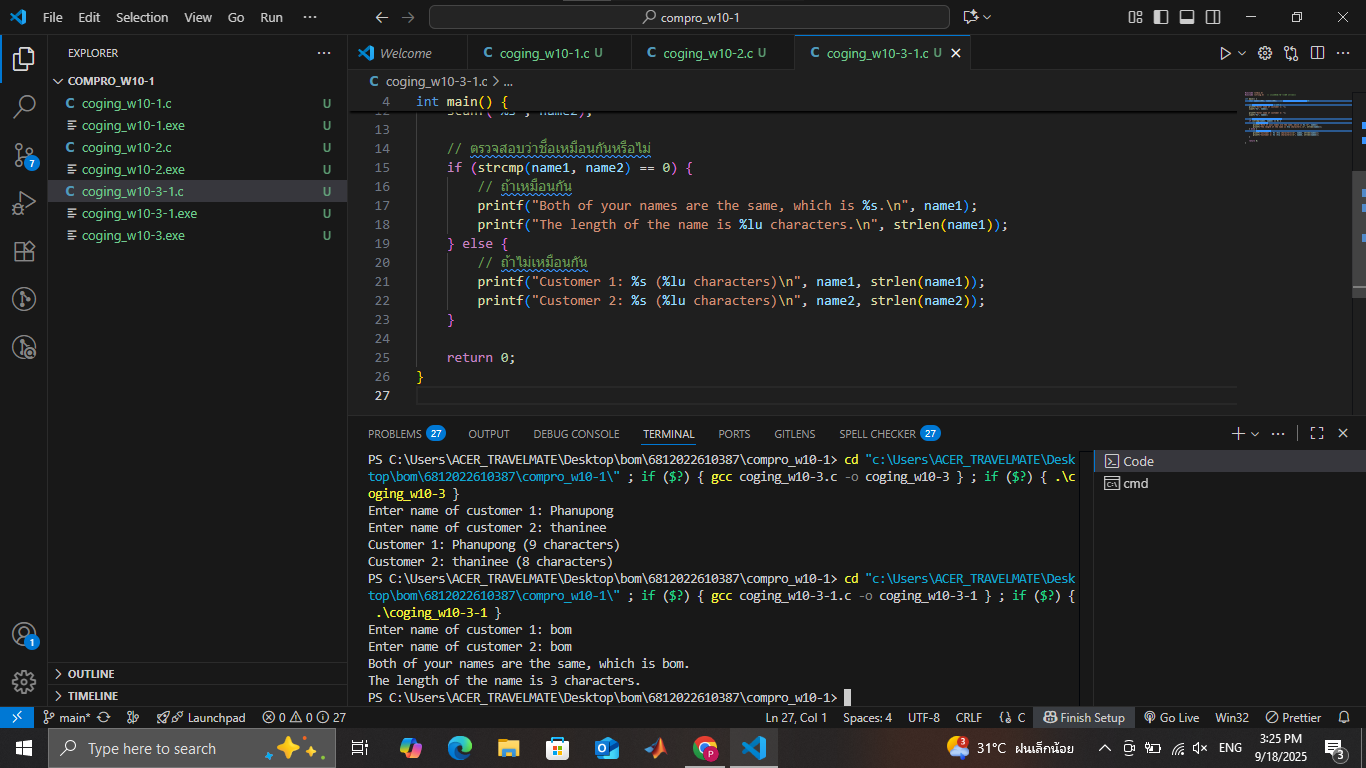 File Edit Selection View Go Run ··· compro_w10-1
EXPLORER ···
COMPRO_W10-1
C coging_w10-1.c U
coging_w10-1.exe U
C coging_w10-2.c U
coging_w10-2.exe U
C coging_w10-3-1.c U
coging_w10-3-1.exe U
coging_w10-3.exe U
7
1
OUTLINE
TIMELINE
Welcome C coging_w10-1.c U C coging_w10-2.c U C coging_w10-3-1.c U
C coging_w10-3-1.c > ...
4 int main() {
12 scanf("%s", name2);
13
14 // ตรวจสอบว่าชื่อเหมือนกันหรือไม่
15 if (strcmp(name1, name2) == 0) {
16 // ถ้าเหมือนกัน
17 printf("Both of your names are the same, which is %s.\n", name1);
18 printf("The length of the name is %lu characters.\n", strlen(name1));
19 } else {
20 // ถ้าไม่เหมือนกัน
21 printf("Customer 1: %s (%lu characters)\n", name1, strlen(name1));
22 printf("Customer 2: %s (%lu characters)\n", name2, strlen(name2));
23 }
24
25 return 0;
26 }
27
PROBLEMS 27 OUTPUT DEBUG CONSOLE TERMINAL PORTS GITLENS SPELL CHECKER 27
PS C:\Users\ACER_TRAVELMATE\Desktop\bom\6812022610387\compro_w10-1> cd "c:\Users\ACER_TRAVELMATE\Desk
top\bom\6812022610387\compro_w10-1\" ; if ($?) { gcc coging_w10-3.c -o coging_w10-3 } ; if ($?) { .\c
oging_w10-3 }
Enter name of customer 1: Phanupong
Enter name of customer 2: thaninee
Customer 1: Phanupong (9 characters)
Customer 2: thaninee (8 characters)
PS C:\Users\ACER_TRAVELMATE\Desktop\bom\6812022610387\compro_w10-1> cd "c:\Users\ACER_TRAVELMATE\Desk
top\bom\6812022610387\compro_w10-1\" ; if ($?) { gcc coging_w10-3-1.c -o coging_w10-3-1 } ; if ($?) {
.\coging_w10-3-1 }
Enter name of customer 1: bom
Enter name of customer 2: bom
Both of your names are the same, which is bom.
The length of the name is 3 characters.
PS C:\Users\ACER_TRAVELMATE\Desktop\bom\6812022610387\compro_w10-1>
Code
cmd
main* Launchpad 0 0 27 Ln 27, Col 1 Spaces: 4 UTF-8 CRLF C Finish Setup Go Live Win32 Prettier
Type here to search 3 31°C ฝนเล็กน้อย ENG 3:25 PM
9/18/2025 3